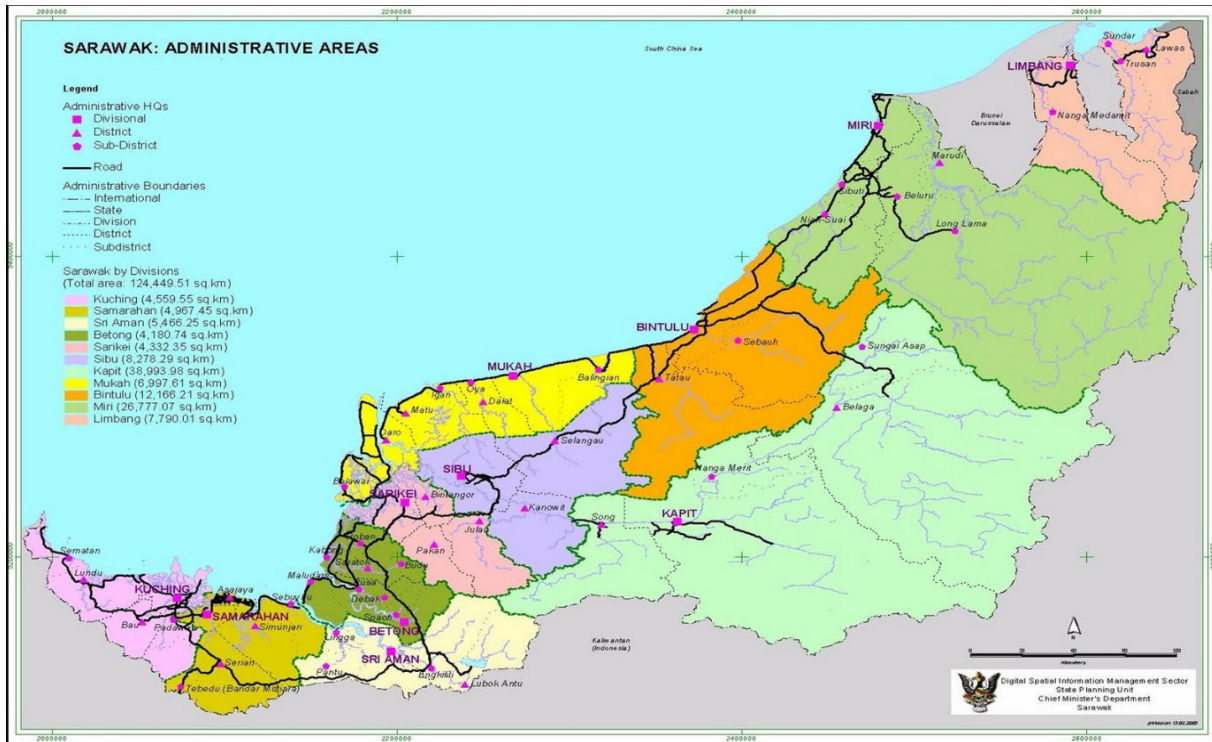 2000000 2200000 2400000 2600000
SARAWAK: ADMINISTRATIVE AREAS
South China Sea
Legend
Administrative HQs
Divisional
District
Sub-District
Road
Administrative Boundaries
International
State
Division
District
Subdistrict
Sarawak by Divisions
(Total area: 124,449.51 sq.km)
Kuching (4,559.55 sq.km)
Samarahan (4,967.45 sq.km)
Sri Aman (5,466.25 sq.km)
Betong (4,180.74 sq.km)
Sarikei (4,332.35 sq.km)
Sibu (8,278.29 sq.km)
Kapit (38,993.98 sq.km)
Mukah (6,997.61 sq.km)
Bintulu (12,166.21 sq.km)
Miri (26,777.07 sq.km)
Limbang (7,790.01 sq.km)
Sundar
Lawas
Trusan
LIMBANG
Sabah
Nanga Medamit
Brunei
Darussalam
MIRI
Marudi
Sibuti
Beluru
Niah-Suai
Long Lama
BINTULU
Sebauh
Sungai Asap
Tatau
Belaga
MUKAH
Balingian
Oya
Igan
Dalat
Matu
Daro
Selangau
SIBU
Nanga Merit
Belawai
SARIKEI
Bintangor
Kanowit
Song
KAPIT
Julau
Pakan
Roban
Kabong
Saratok
Budu
Maludam
Pusa
Debak
Spaoh
BETONG
Sematan
Lundu
KUCHING
Asajaya
Sebuyau
SAMARAHAN
Simunjan
Bau
Padawan
Serian
Tebedu (Bandar Mutiara)
Lingga
SRI AMAN
Pantu
Engkilili
Lubok Antu
Kalimantan
(Indonesia)
N
Kilometers
Digital Spatial Information Management Sector
State Planning Unit
Chief Minister's Department
Sarawak
2000000 2200000 2400000 2600000